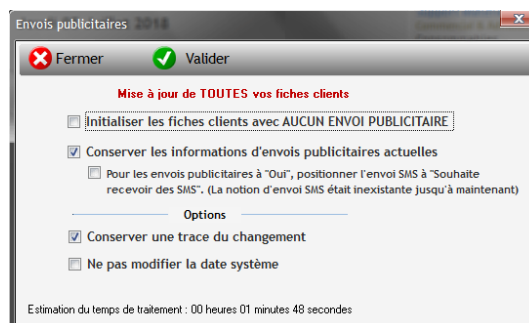 Envois publicitaires
2018
Fermer
Valider
Mise à jour de TOUTES vos fiches clients
Initialiser les fiches clients avec AUCUN ENVOI PUBLICITAIRE
Conserver les informations d'envois publicitaires actuelles
Pour les envois publicitaires à "Oui", positionner l'envoi SMS à "Souhaite
recevoir des SMS". (La notion d'envoi SMS était inexistante jusqu'à maintenant)
Options
Conserver une trace du changement
Ne pas modifier la date système
Estimation du temps de traitement : 00 heures 01 minutes 48 secondes